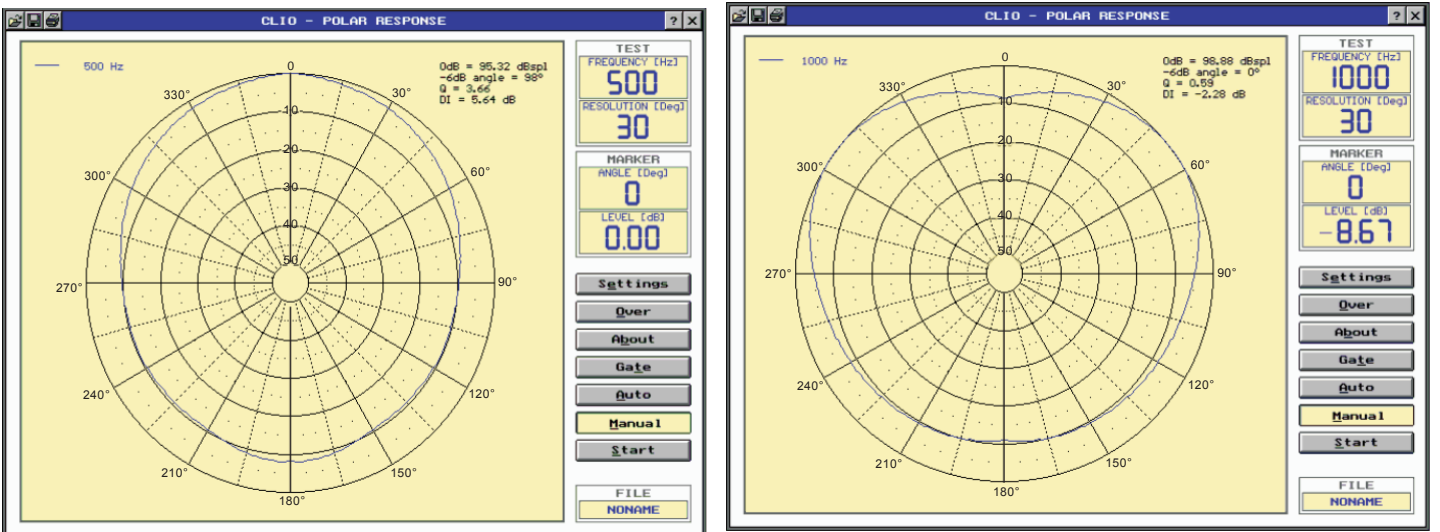 CLIO - POLAR RESPONSE
? ×
500 Hz
0dB = 95.32 dBspl
-6dB angle = 98°
Q = 3.66
DI = 5.64 dB
0
330°
30°
10
20
300°
60°
30
40
50
270°
90°
240°
120°
210°
150°
180°
TEST
FREQUENCY [Hz]
500
RESOLUTION [Deg]
30
MARKER
ANGLE [Deg]
0
LEVEL [dB]
0.00
Settings
Over
About
Gate
Auto
Manual
Start
FILE
NONAME
CLIO - POLAR RESPONSE
? ×
1000 Hz
0dB = 98.88 dBspl
-6dB angle = 0°
Q = 0.59
DI = -2.28 dB
0
330°
30°
10
20
300°
60°
30
40
50
270°
90°
240°
120°
210°
150°
180°
TEST
FREQUENCY [Hz]
1000
RESOLUTION [Deg]
30
MARKER
ANGLE [Deg]
0
LEVEL [dB]
-8.67
Settings
Over
About
Gate
Auto
Manual
Start
FILE
NONAME